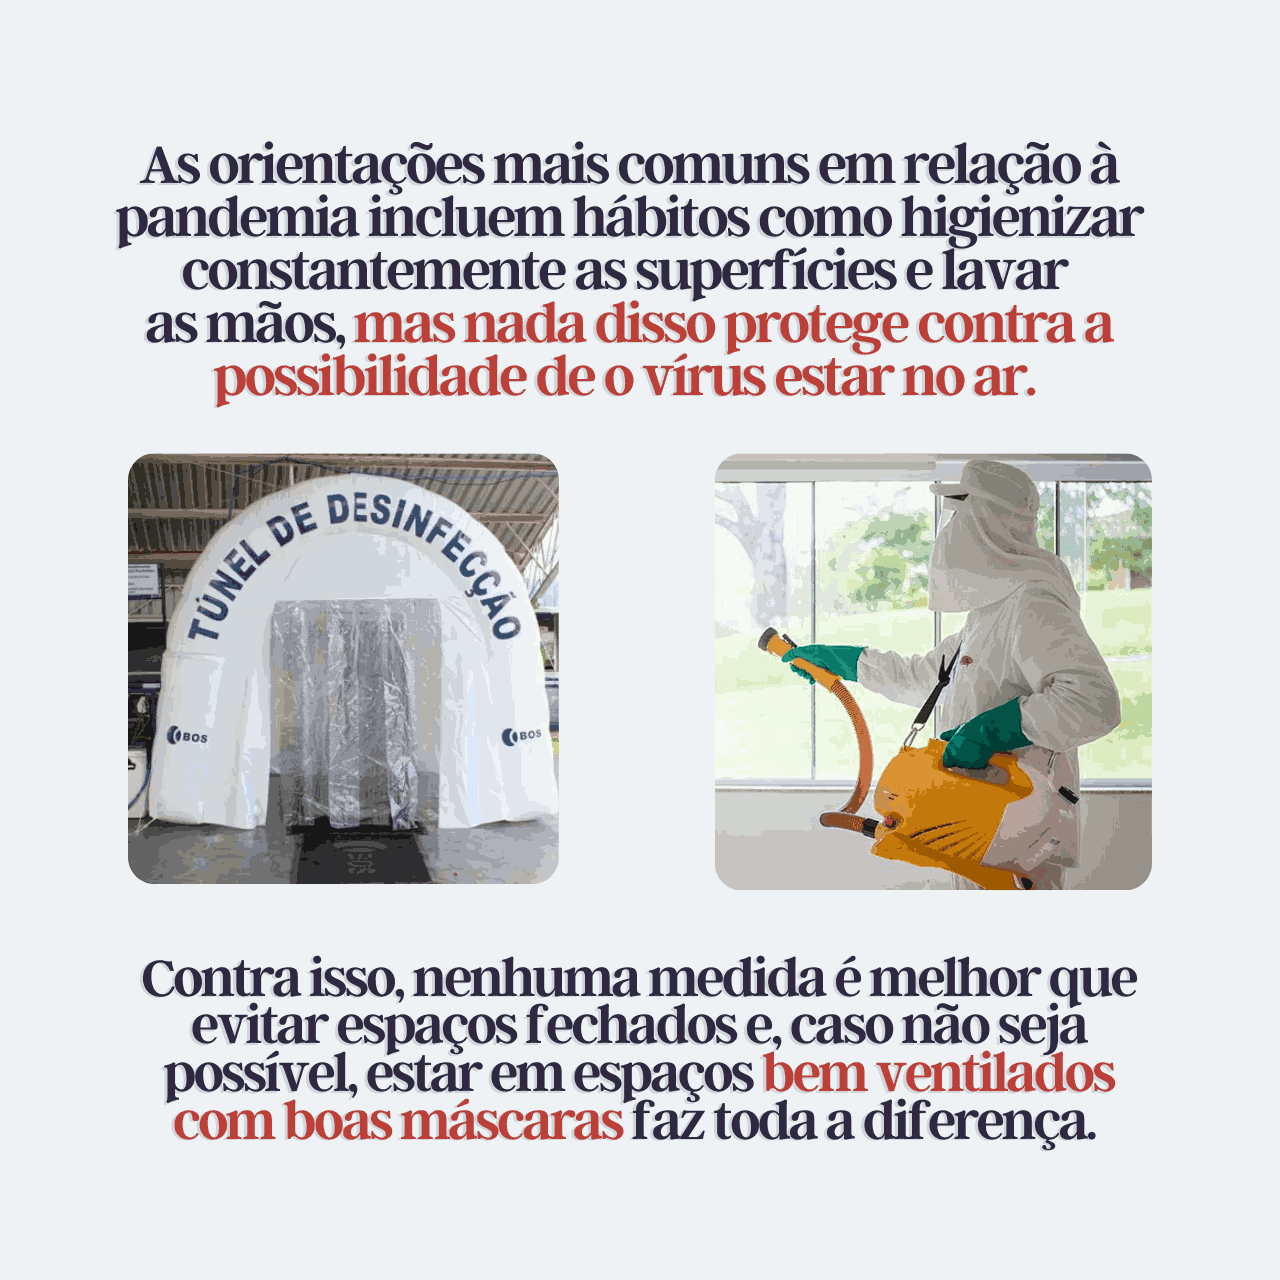 As orientações mais comuns em relação à
pandemia incluem hábitos como higienizar
constantemente as superfícies e lavar
as mãos, mas nada disso protege contra a
possibilidade de o vírus estar no ar.
TÚNEL DE DESINFECÇÃO
BOS
BOS
Contra isso, nenhuma medida é melhor que
evitar espaços fechados e, caso não seja
possível, estar em espaços bem ventilados
com boas máscaras faz toda a diferença.